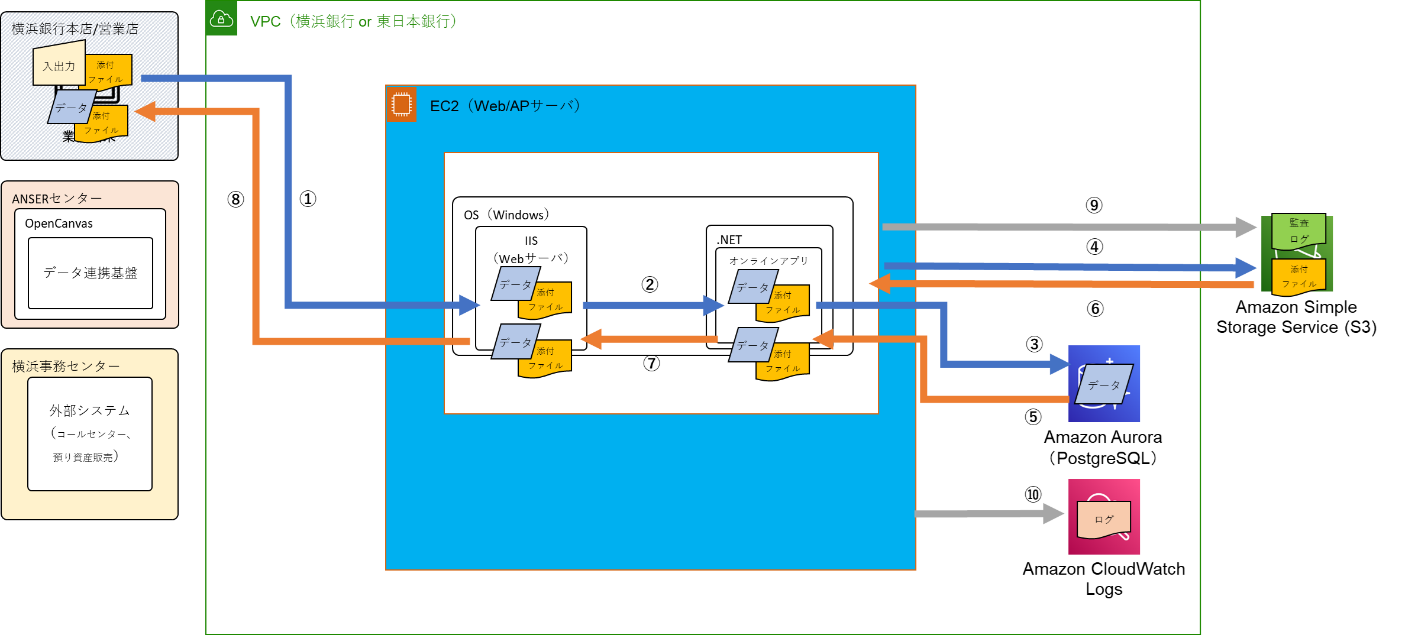 横浜銀行本店/営業店
入出力
添付
ファイル
データ
添付
ファイル
業
VPC（横浜銀行 or 東日本銀行）
EC2（Web/APサーバ）
⑧
①
ANSERセンター
OpenCanvas
データ連携基盤
横浜事務センター
外部システム
（コールセンター、
預り資産販売）
OS（Windows）
IIS
（Webサーバ）
データ
添付
ファイル
データ
添付
ファイル
②
⑦
.NET
オンラインアプリ
データ
添付
ファイル
データ
添付
ファイル
⑨
④
⑥
監査
ログ
添付
ファイル
Amazon Simple
Storage Service (S3)
③
データ
⑤
Amazon Aurora
（PostgreSQL）
⑩
ログ
Amazon CloudWatch
Logs